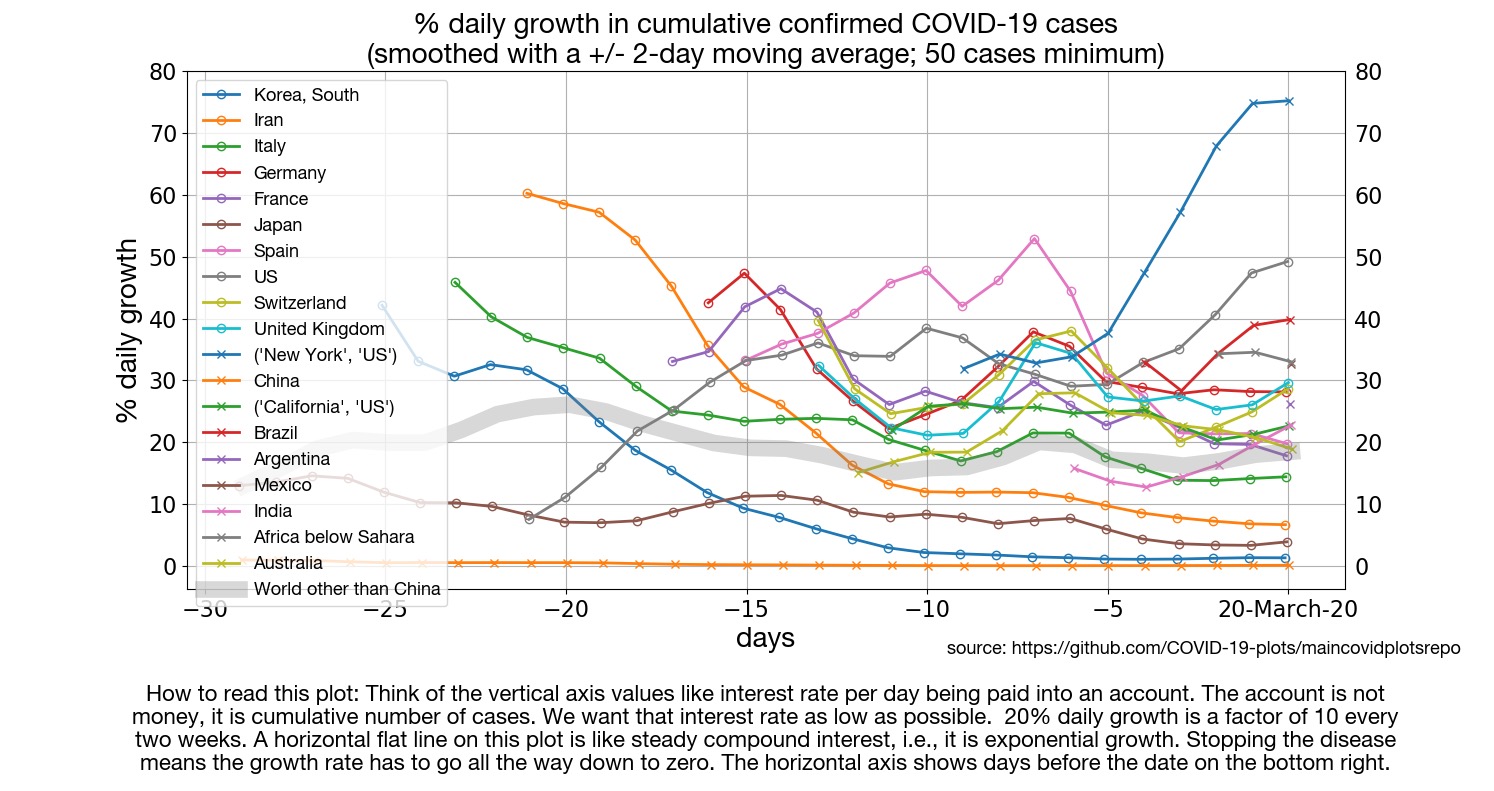 % daily growth in cumulative confirmed COVID-19 cases
(smoothed with a +/- 2-day moving average; 50 cases minimum)
80
70
60
50
40
30
20
10
0
% daily growth
Korea, South
Iran
Italy
Germany
France
Japan
Spain
US
Switzerland
United Kingdom
('New York', 'US')
China
('California', 'US')
Brazil
Argentina
Mexico
India
Africa below Sahara
Australia
World other than China
80
70
60
50
40
30
20
10
0
−30 −25 −20 −15 −10 −5 20-March-20
days
source: https://github.com/COVID-19-plots/maincovidplotsrepo
How to read this plot: Think of the vertical axis values like interest rate per day being paid into an account. The account is not
money, it is cumulative number of cases. We want that interest rate as low as possible.  20% daily growth is a factor of 10 every
two weeks. A horizontal flat line on this plot is like steady compound interest, i.e., it is exponential growth. Stopping the disease
means the growth rate has to go all the way down to zero. The horizontal axis shows days before the date on the bottom right.